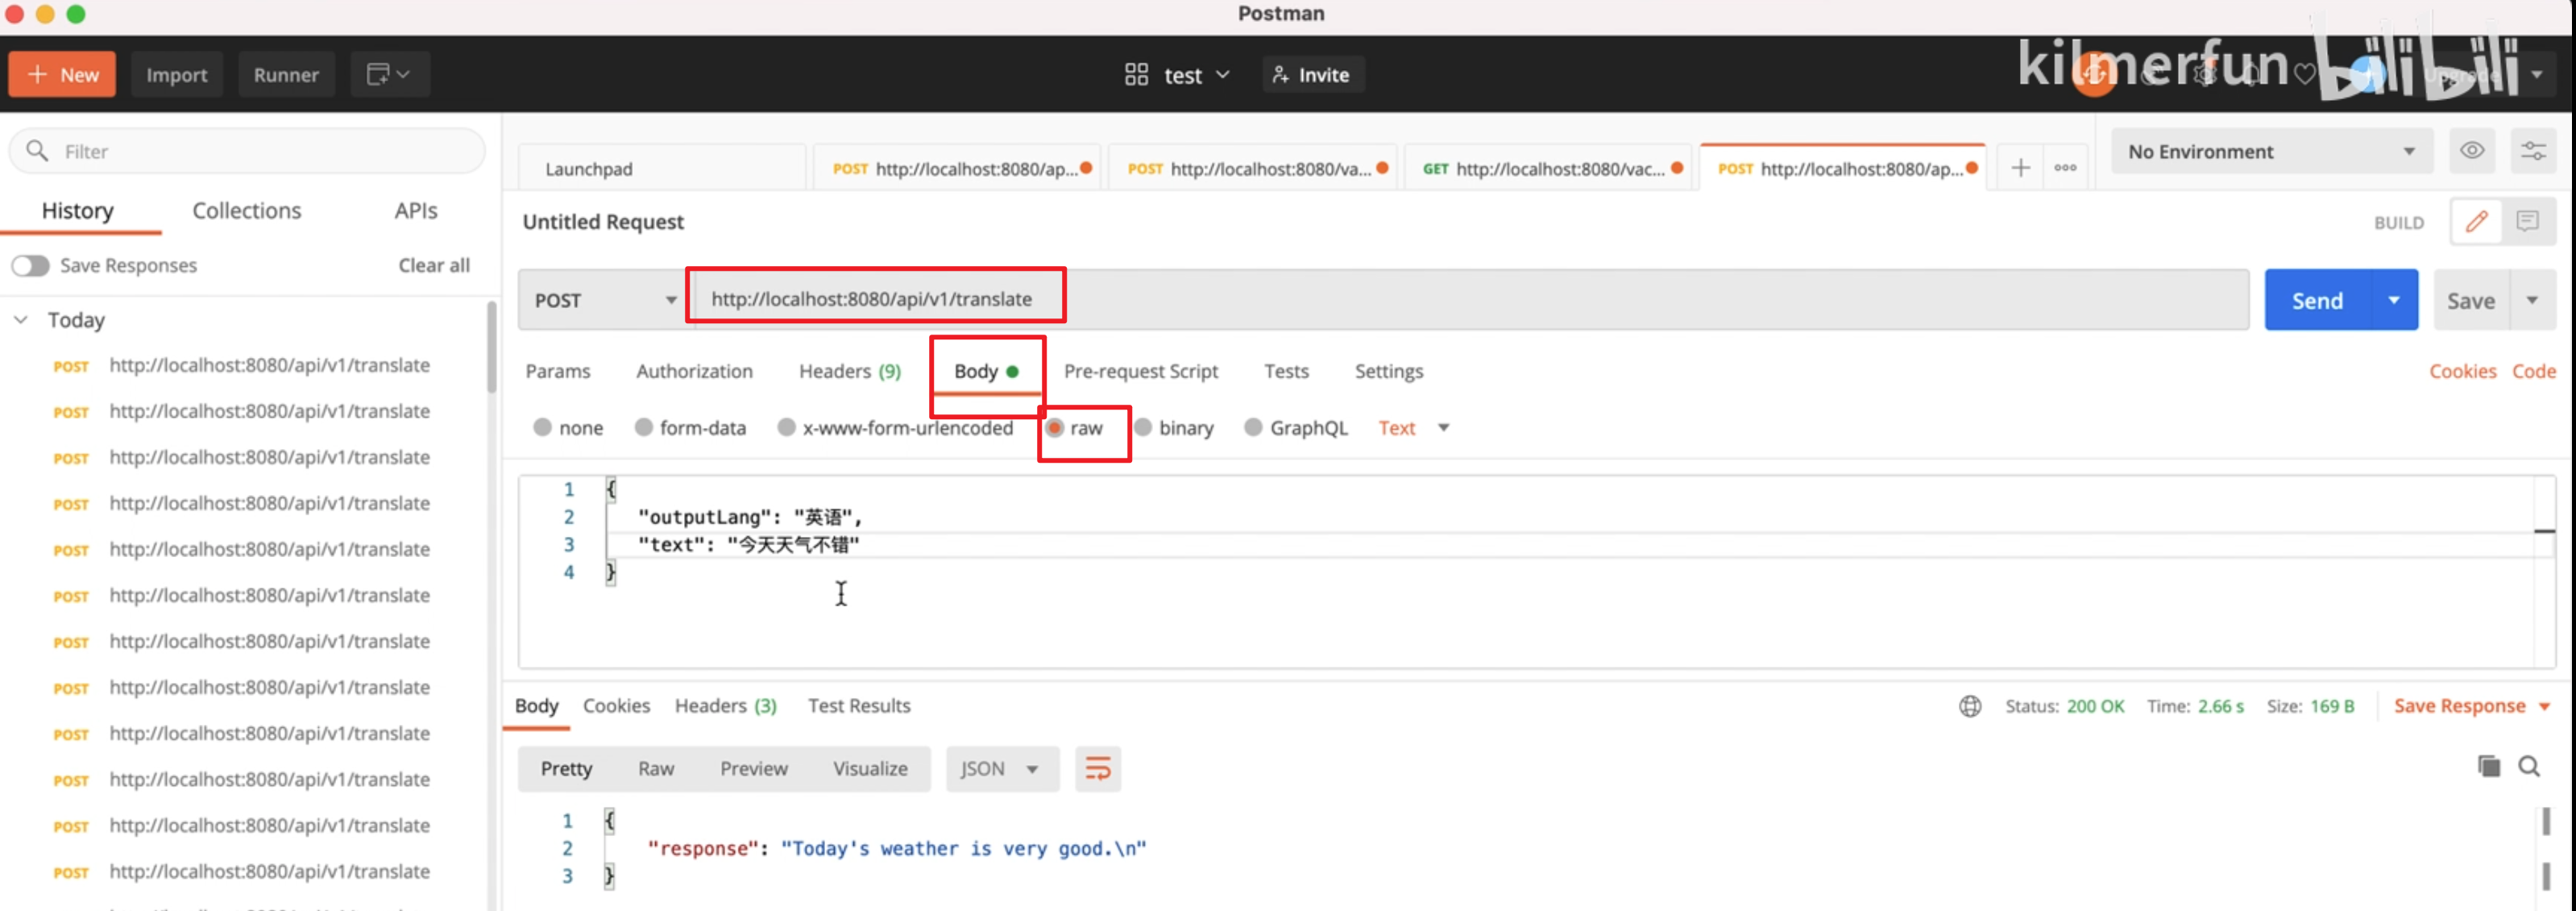 Postman
New Import Runner test Invite Upgrade
kilmerfun bilibili
Filter
Launchpad POST http://localhost:8080/ap... POST http://localhost:8080/va... GET http://localhost:8080/vac... POST http://localhost:8080/ap... No Environment
History Collections APIs
Untitled Request BUILD
Save Responses Clear all
POST http://localhost:8080/api/v1/translate Send Save
Today
POST http://localhost:8080/api/v1/translate
POST http://localhost:8080/api/v1/translate
POST http://localhost:8080/api/v1/translate
POST http://localhost:8080/api/v1/translate
POST http://localhost:8080/api/v1/translate
POST http://localhost:8080/api/v1/translate
POST http://localhost:8080/api/v1/translate
POST http://localhost:8080/api/v1/translate
POST http://localhost:8080/api/v1/translate
POST http://localhost:8080/api/v1/translate
POST http://localhost:8080/api/v1/translate
POST http://localhost:8080/api/v1/translate
Params Authorization Headers (9) Body Pre-request Script Tests Settings Cookies Code
none form-data x-www-form-urlencoded raw binary GraphQL Text
1 {
2 "outputLang": "英语",
3 "text": "今天天气不错"
4 }
Body Cookies Headers (3) Test Results Status: 200 OK Time: 2.66 s Size: 169 B Save Response
Pretty Raw Preview Visualize JSON
1 {
2 "response": "Today's weather is very good.\n"
3 }